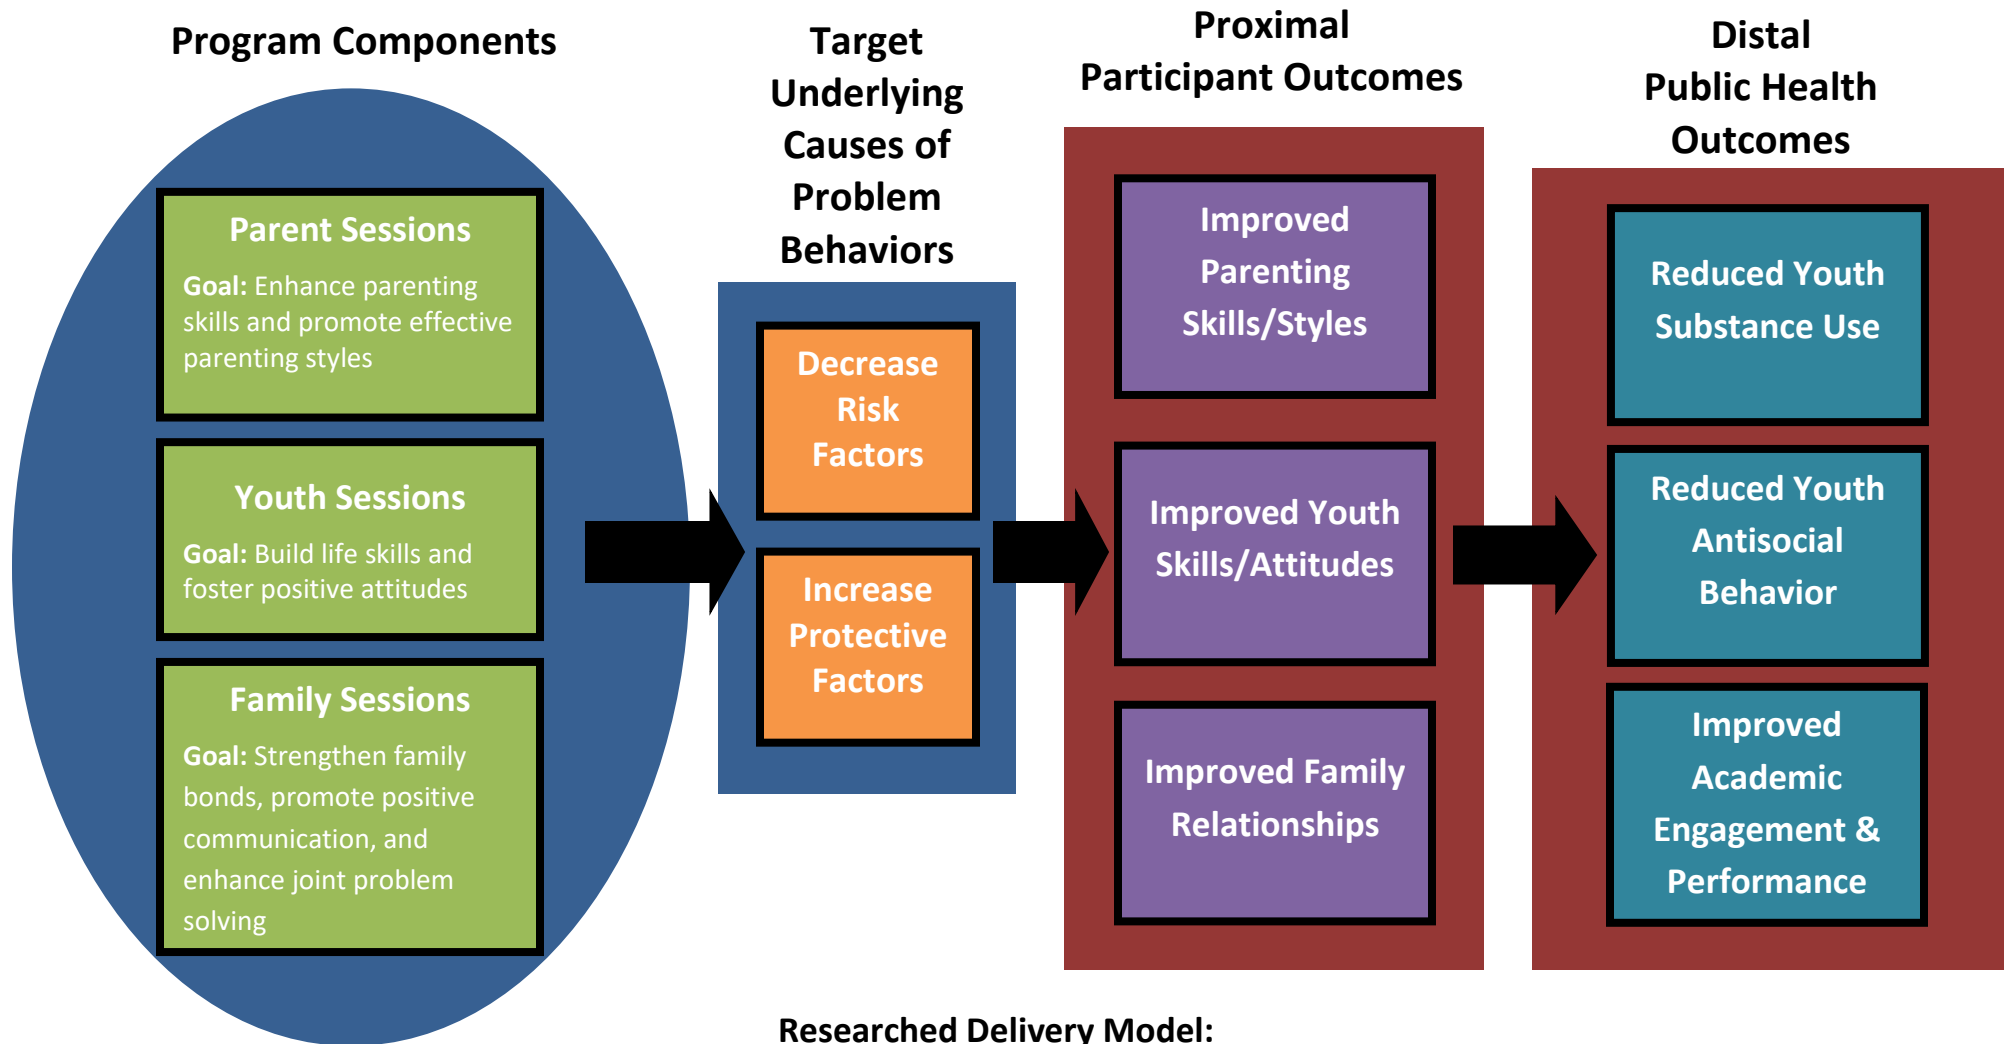 Program Components
Parent Sessions
Goal: Enhance parenting
skills and promote effective
parenting styles
Youth Sessions
Goal: Build life skills and
foster positive attitudes
Family Sessions
Goal: Strengthen family
bonds, promote positive
communication, and
enhance joint problem
solving
Target
Underlying
Causes of
Problem
Behaviors
Decrease
Risk
Factors
Increase
Protective
Factors
Proximal
Participant Outcomes
Improved
Parenting
Skills/Styles
Improved Youth
Skills/Attitudes
Improved Family
Relationships
Distal
Public Health
Outcomes
Reduced Youth
Substance Use
Reduced Youth
Antisocial
Behavior
Improved
Academic
Engagement &
Performance
Researched Delivery Model: